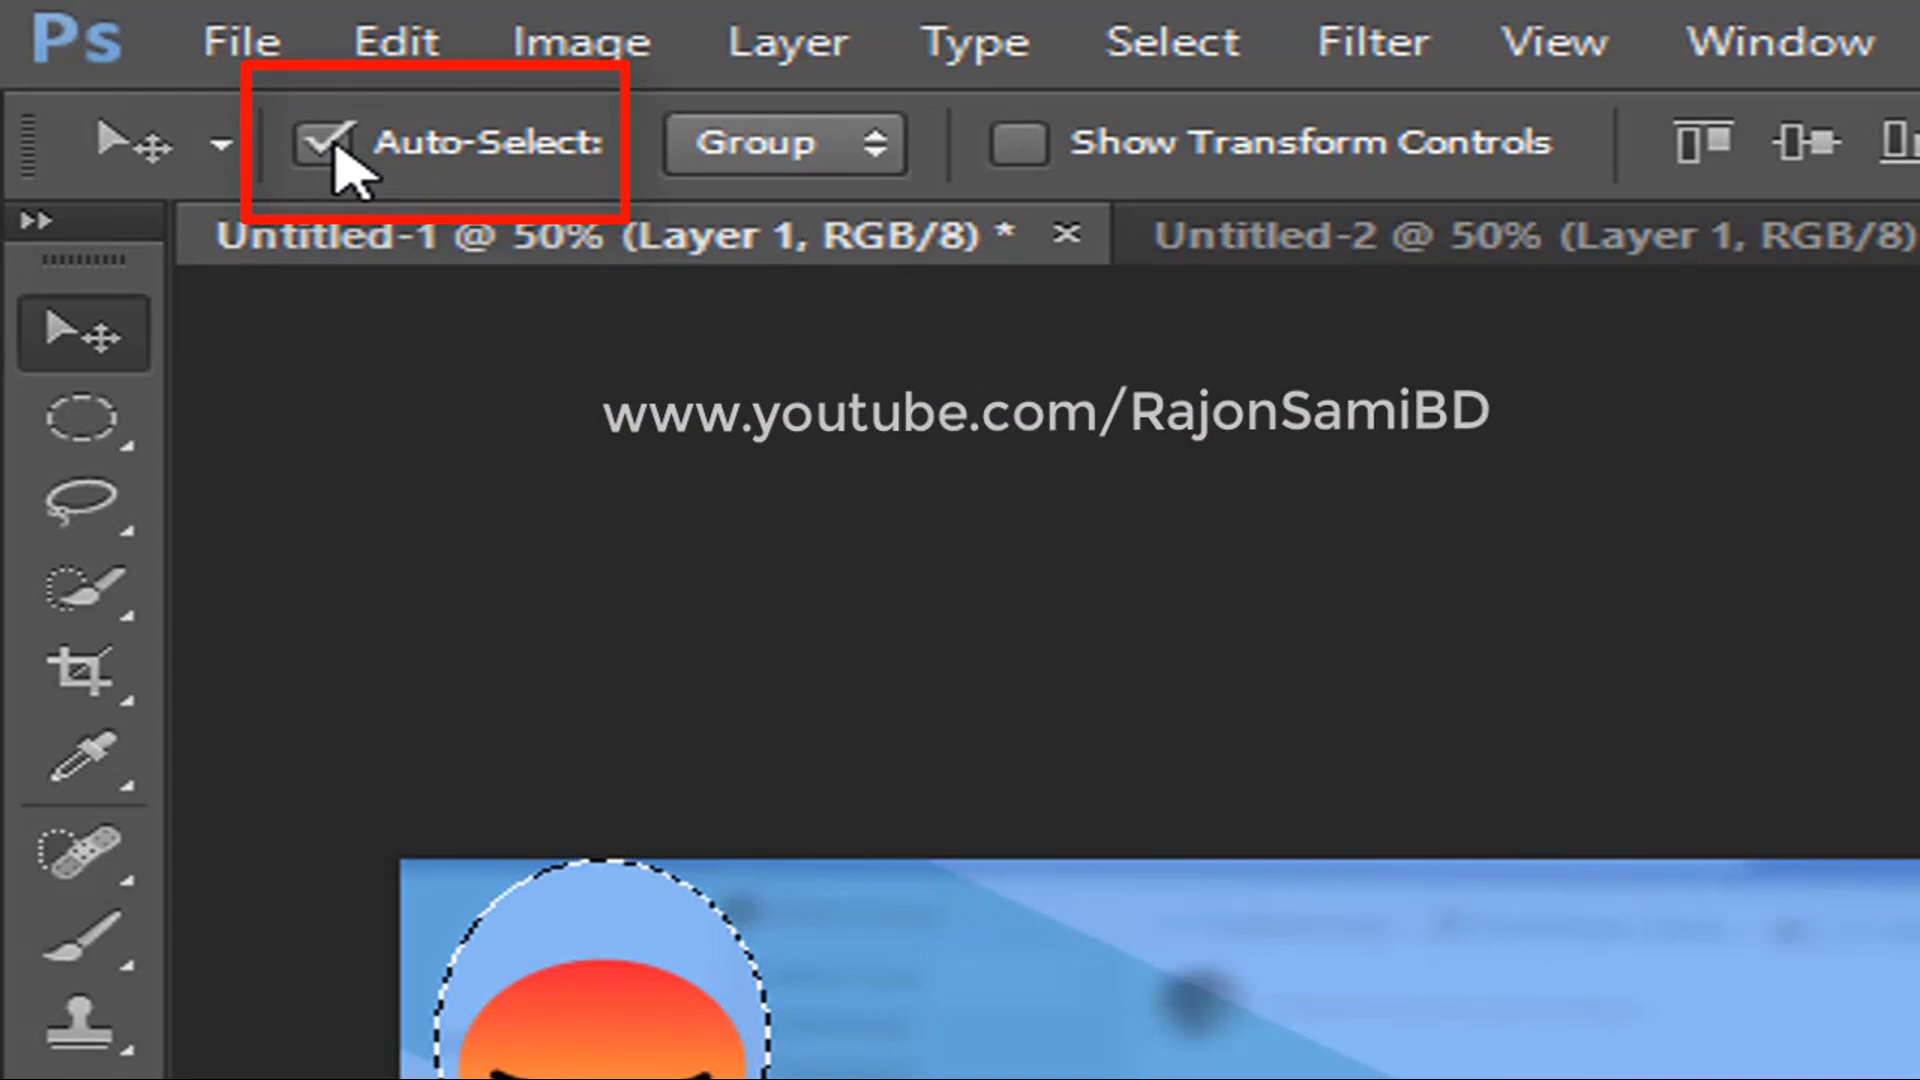 Ps File Edit Image Layer Type Select Filter View Window
Auto-Select: Group Show Transform Controls
Untitled-1 @ 50% (Layer 1, RGB/8) * × Untitled-2 @ 50% (Layer 1, RGB/8)
www.youtube.com/RajonSamiBD